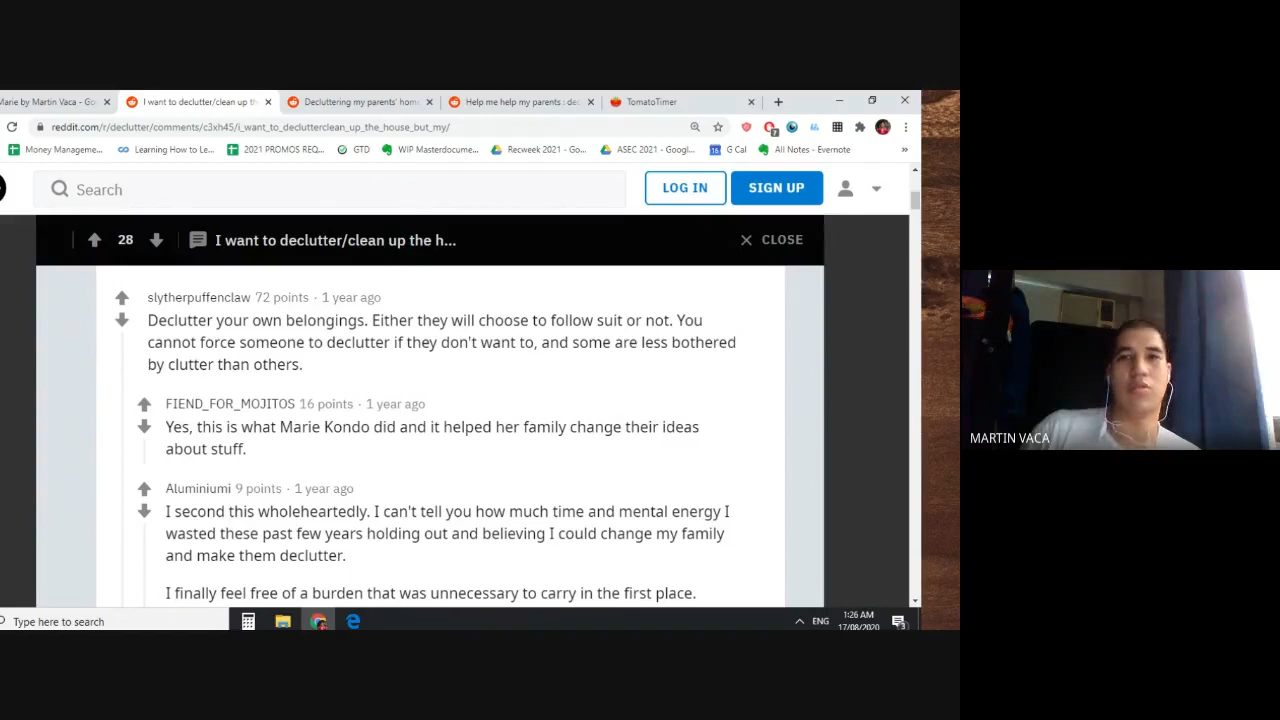 Marie by Martin Vaca - Go
I want to declutter/clean up the
Decluttering my parents' home
Help me help my parents : dec
TomatoTimer
reddit.com/r/declutter/comments/c3xh45/i_want_to_declutterclean_up_the_house_but_my/
7
Money Manageme...
Learning How to Le...
2021 PROMOS REQ...
GTD
WIP Masterdocume...
Recweek 2021 - Goo...
ASEC 2021 - Googl...
G Cal
All Notes - Evernote
»
Search
LOG IN
SIGN UP
28
I want to declutter/clean up the h...
CLOSE
slytherpuffenclaw 72 points · 1 year ago
Declutter your own belongings. Either they will choose to follow suit or not. You
cannot force someone to declutter if they don't want to, and some are less bothered
by clutter than others.
FIEND_FOR_MOJITOS 16 points · 1 year ago
Yes, this is what Marie Kondo did and it helped her family change their ideas
about stuff.
Aluminiumi 9 points · 1 year ago
I second this wholeheartedly. I can't tell you how much time and mental energy I
wasted these past few years holding out and believing I could change my family
and make them declutter.
I finally feel free of a burden that was unnecessary to carry in the first place.
Type here to search
ENG
1:26 AM
17/08/2020
MARTIN VACA